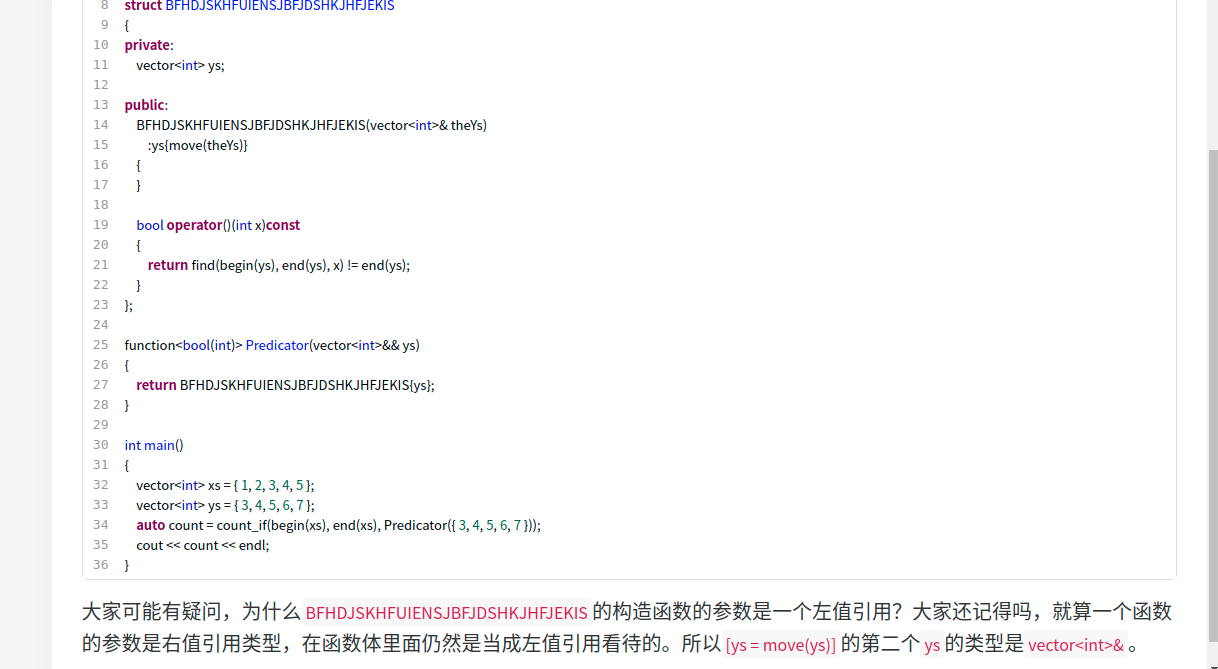 8 struct BFHDJSKHFUIENSJBFJDSHKJHFJEKIS
9 {
10 private:
11 vector<int> ys;
12
13 public:
14 BFHDJSKHFUIENSJBFJDSHKJHFJEKIS(vector<int>& theYs)
15 :ys{move(theYs)}
16 {
17 }
18
19 bool operator()(int x)const
20 {
21 return find(begin(ys), end(ys), x) != end(ys);
22 }
23 };
24
25 function<bool(int)> Predicator(vector<int>&& ys)
26 {
27 return BFHDJSKHFUIENSJBFJDSHKJHFJEKIS{ys};
28 }
29
30 int main()
31 {
32 vector<int> xs = { 1, 2, 3, 4, 5 };
33 vector<int> ys = { 3, 4, 5, 6, 7 };
34 auto count = count_if(begin(xs), end(xs), Predicator({ 3, 4, 5, 6, 7 }));
35 cout << count << endl;
36 }
大家可能有疑问，为什么 BFHDJSKHFUIENSJBFJDSHKJHFJEKIS 的构造函数的参数是一个左值引用？大家还记得吗，就算一个函数
的参数是右值引用类型，在函数体里面仍然是当成左值引用看待的。所以 [ys = move(ys)] 的第二个 ys 的类型是 vector<int>& 。